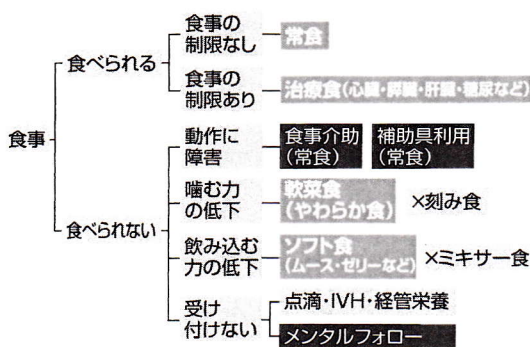 食事
食べられる
食事の
制限なし
常食
食事の
制限あり
治療食(心臓・膵臓・肝臓・糖尿など)
食べられない
動作に
障害
食事介助
(常食)
補助具利用
(常食)
噛む力
の低下
軟菜食
(やわらか食)
×刻み食
飲み込む
力の低下
ソフト食
(ムース・ゼリーなど)
×ミキサー食
受け
付けない
点滴・IVH・経管栄養
メンタルフォロー